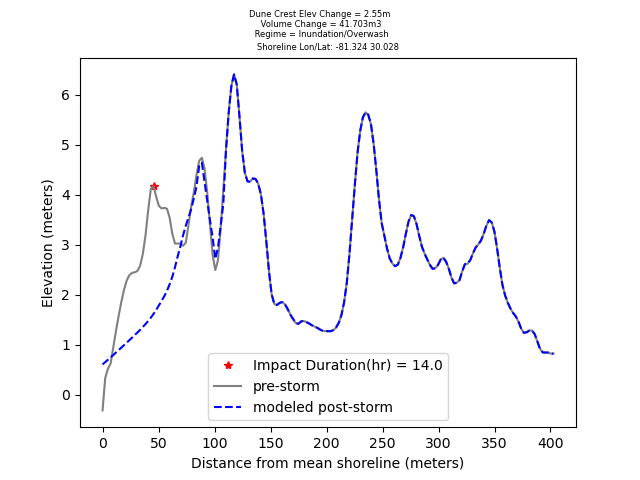 Dune Crest Elev Change = 2.55m
Volume Change = 41.703m3
Regime = Inundation/Overwash
Shoreline Lon/Lat: -81.324 30.028
6
5
4
3
2
1
0
Elevation (meters)
Impact Duration(hr) = 14.0
pre-storm
modeled post-storm
0 50 100 150 200 250 300 350 400
Distance from mean shoreline (meters)